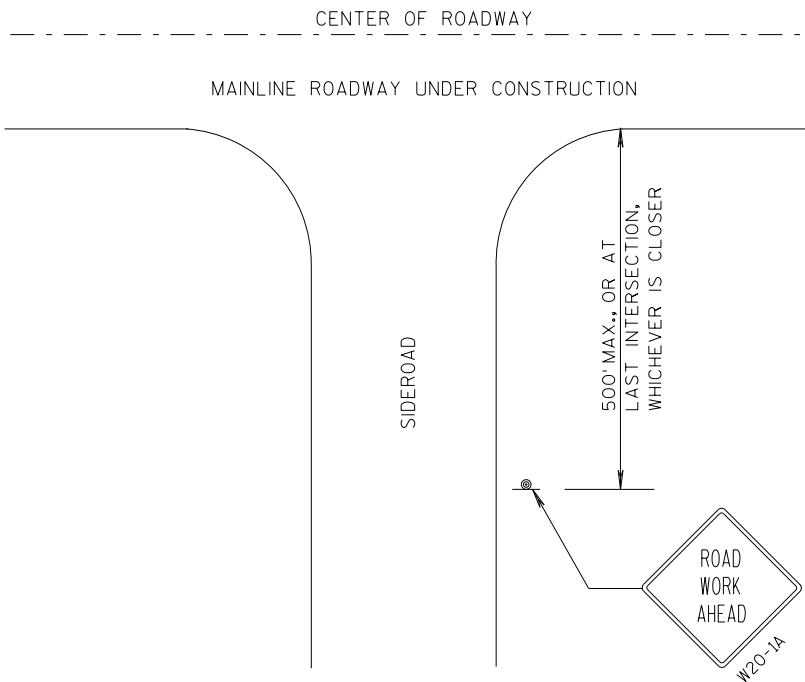 CENTER OF ROADWAY
MAINLINE ROADWAY UNDER CONSTRUCTION
SIDEROAD
500' MAX., OR AT
LAST INTERSECTION,
WHICHEVER IS CLOSER
ROAD
WORK
AHEAD
W20-1A